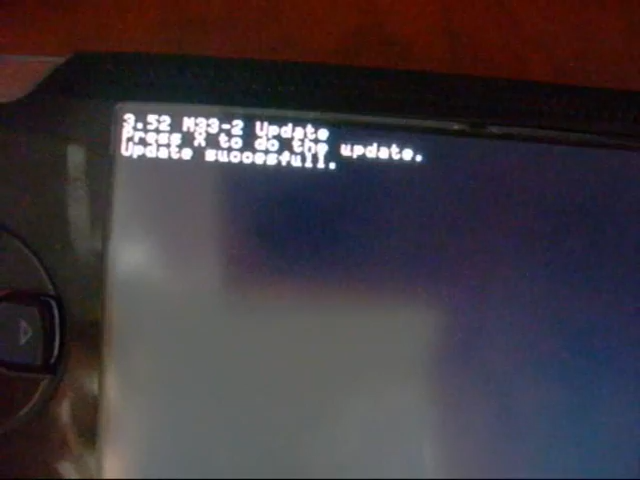 3.52 M33-2 Update
Press X to do the update.
Update succesfull.